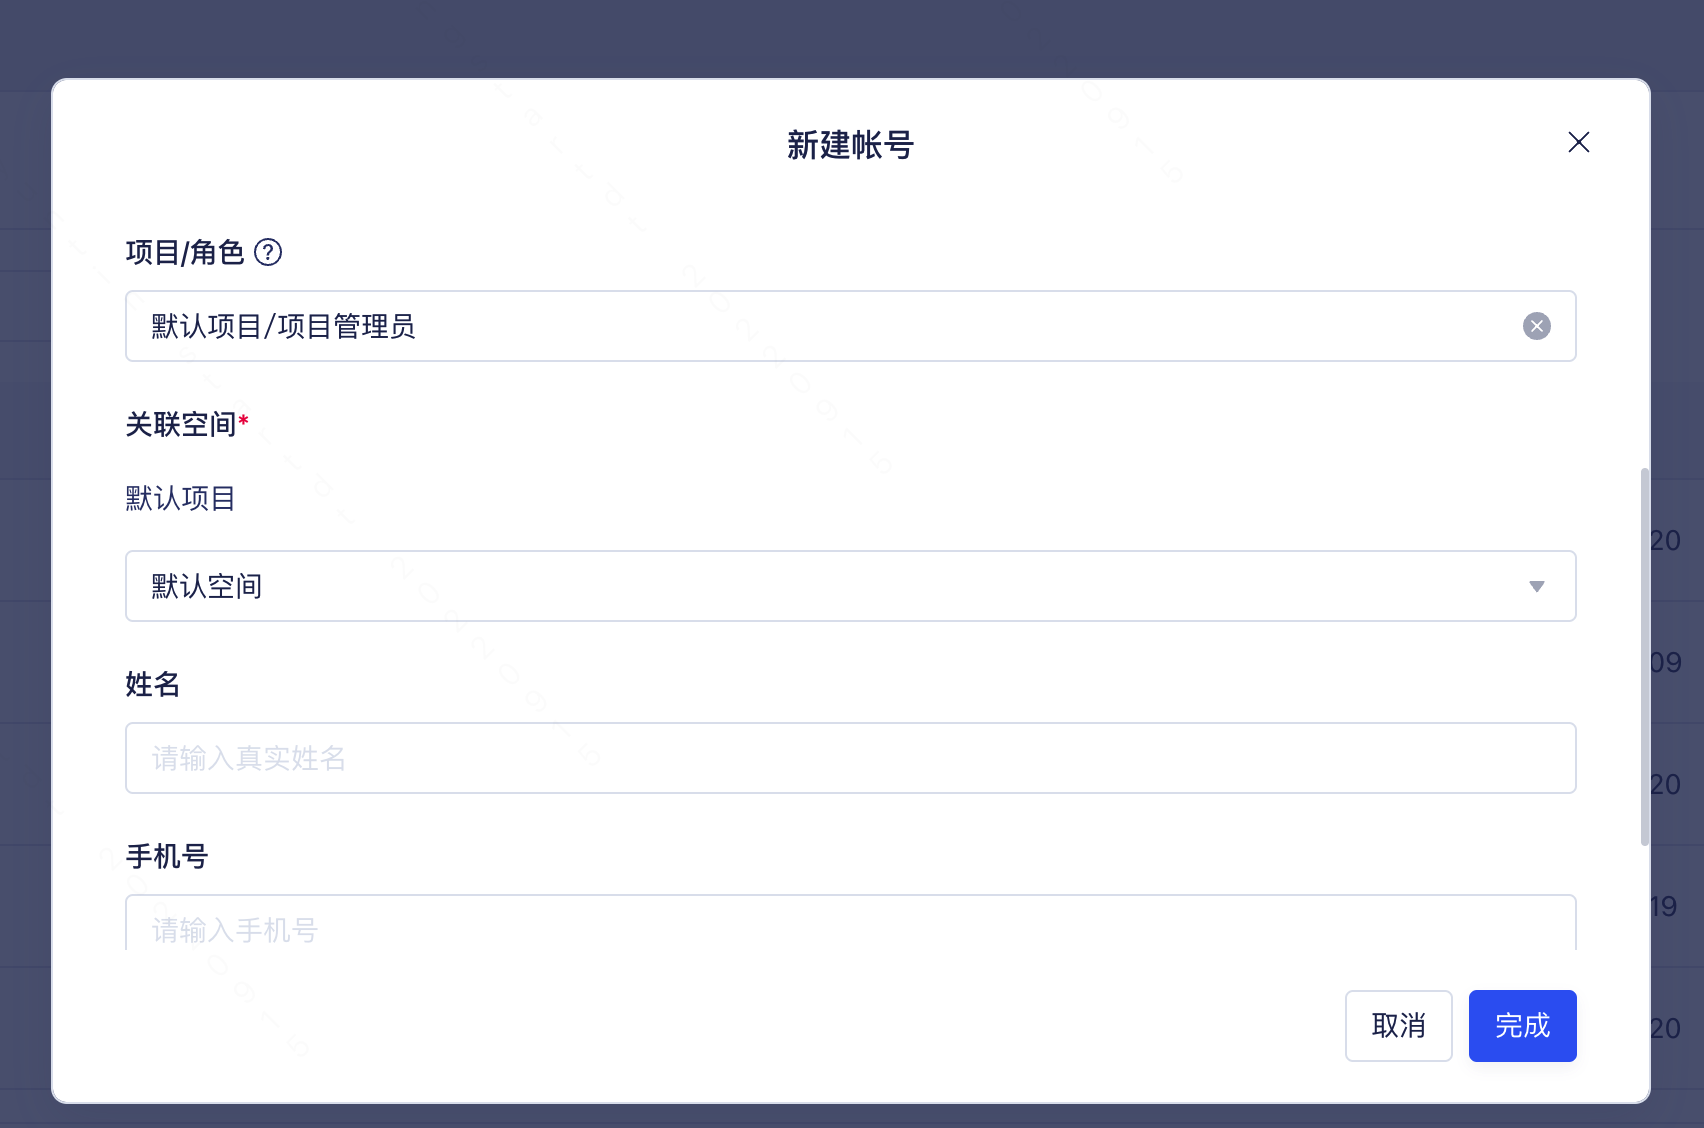 新建帐号
项目/角色 ?
默认项目/项目管理员
关联空间*
默认项目
默认空间
姓名
请输入真实姓名
手机号
请输入手机号
取消 完成
20
09
20
19
20